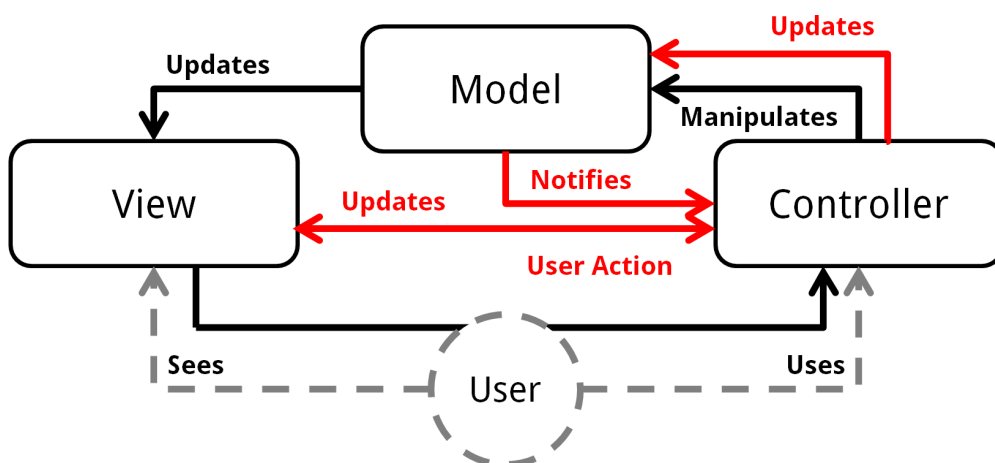 Updates
Updates
Model
Manipulates
View
Updates
Notifies
Controller
User Action
Sees
User
Uses